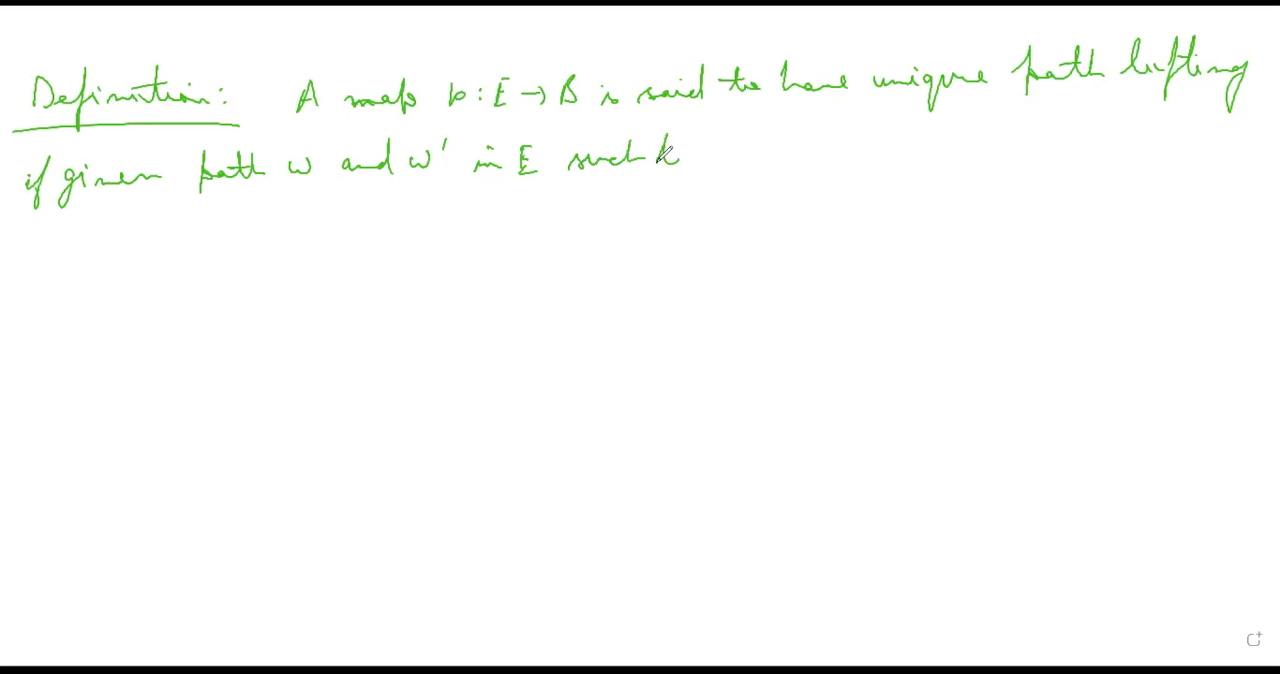 Definition: A map p: E → B is said to have unique path lifting
if given path ω and ω' in E such